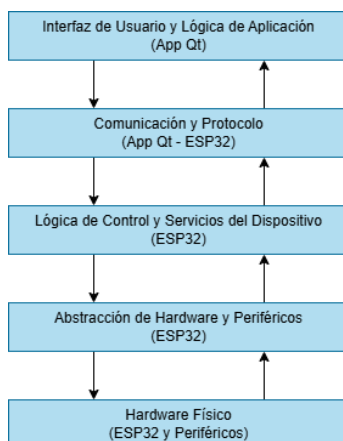 Interfaz de Usuario y Lógica de Aplicación
(App Qt)
Comunicación y Protocolo
(App Qt - ESP32)
Lógica de Control y Servicios del Dispositivo
(ESP32)
Abstracción de Hardware y Periféricos
(ESP32)
Hardware Físico
(ESP32 y Periféricos)